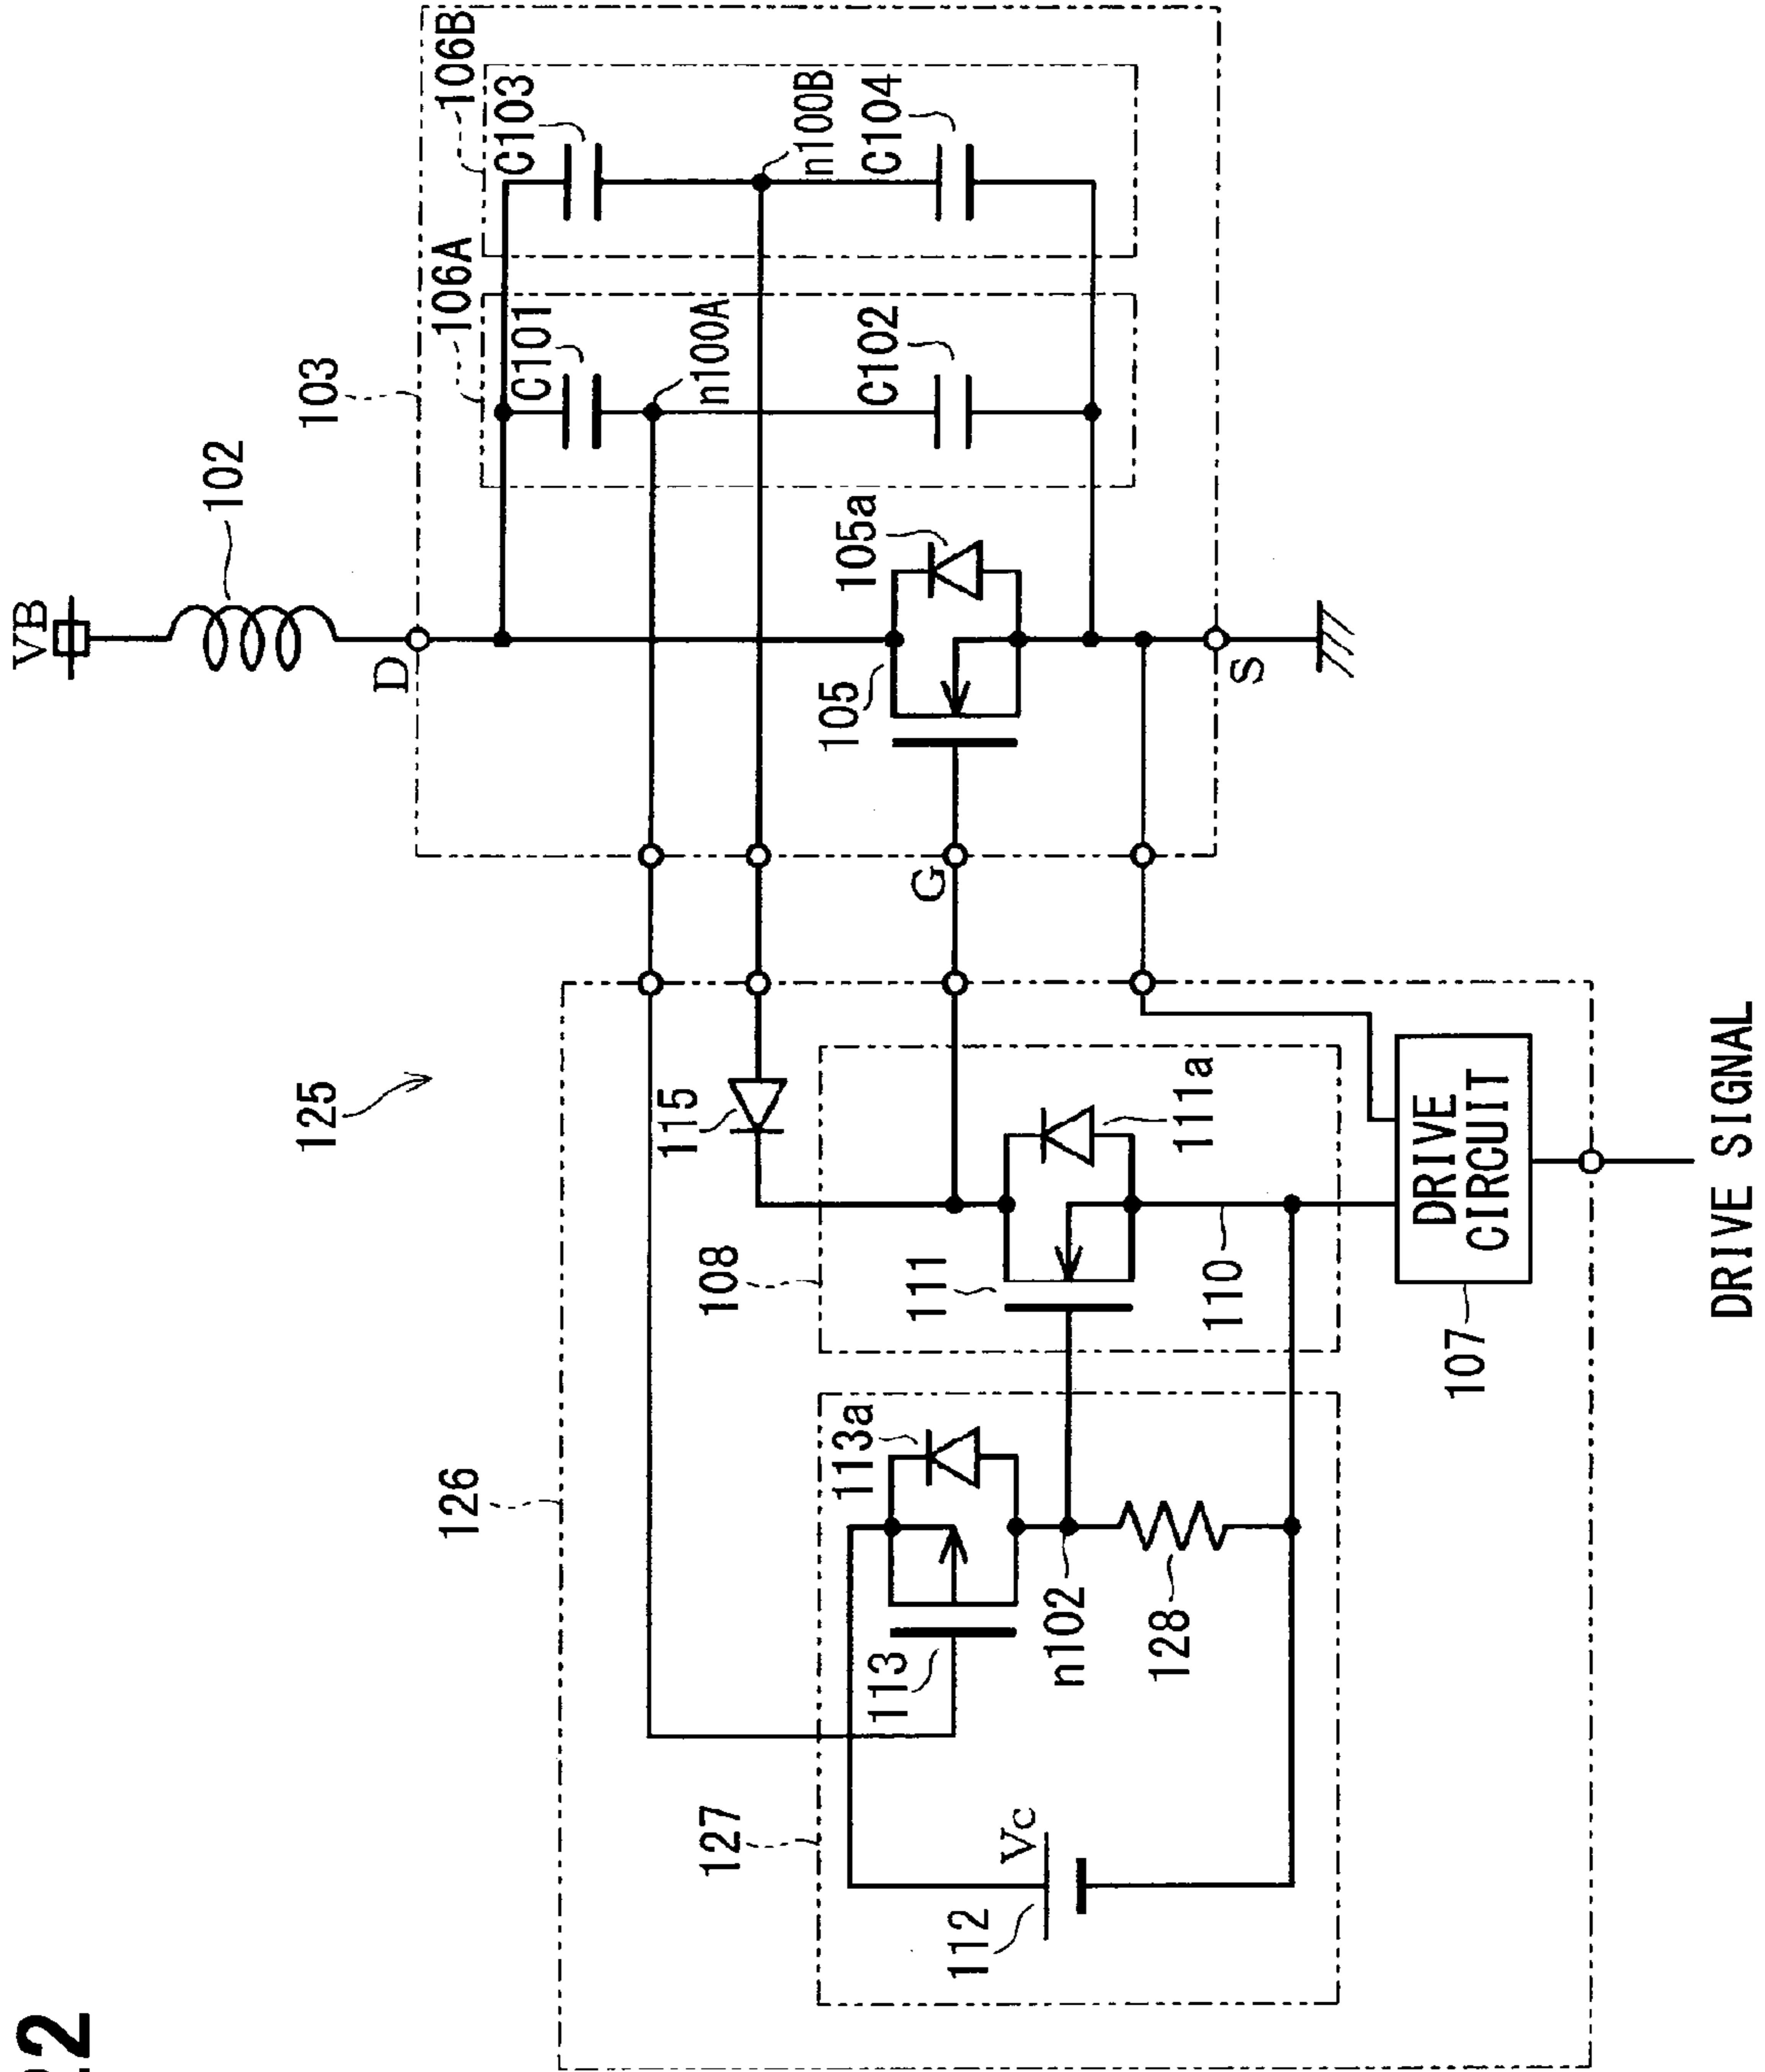 22
VB
102
125
103
D
126
106A
106B
C101
C103
115
n100A
127
108
n100B
105
113a
105a
C102
C104
113
111
G
112
Vc
n102
128
111a
110
S
DRIVE
CIRCUIT
107
DRIVE SIGNAL